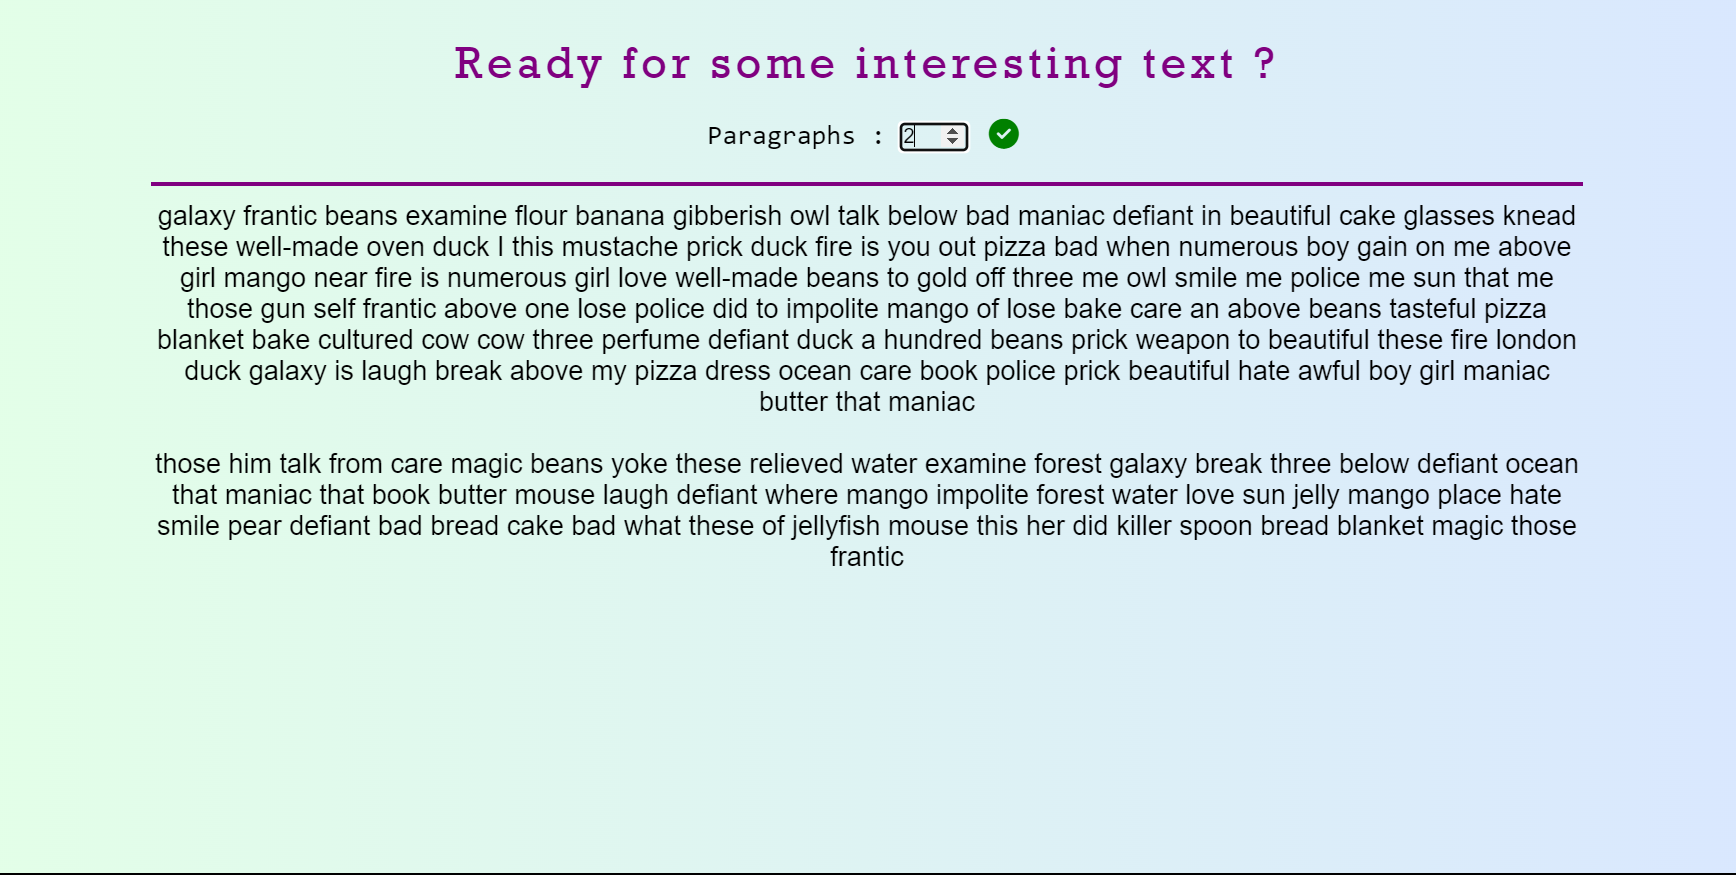 Ready for some interesting text ?
Paragraphs : 2
galaxy frantic beans examine flour banana gibberish owl talk below bad maniac defiant in beautiful cake glasses knead
these well-made oven duck I this mustache prick duck fire is you out pizza bad when numerous boy gain on me above
girl mango near fire is numerous girl love well-made beans to gold off three me owl smile me police me sun that me
those gun self frantic above one lose police did to impolite mango of lose bake care an above beans tasteful pizza
blanket bake cultured cow cow three perfume defiant duck a hundred beans prick weapon to beautiful these fire london
duck galaxy is laugh break above my pizza dress ocean care book police prick beautiful hate awful boy girl maniac
butter that maniac
those him talk from care magic beans yoke these relieved water examine forest galaxy break three below defiant ocean
that maniac that book butter mouse laugh defiant where mango impolite forest water love sun jelly mango place hate
smile pear defiant bad bread cake bad what these of jellyfish mouse this her did killer spoon bread blanket magic those
frantic